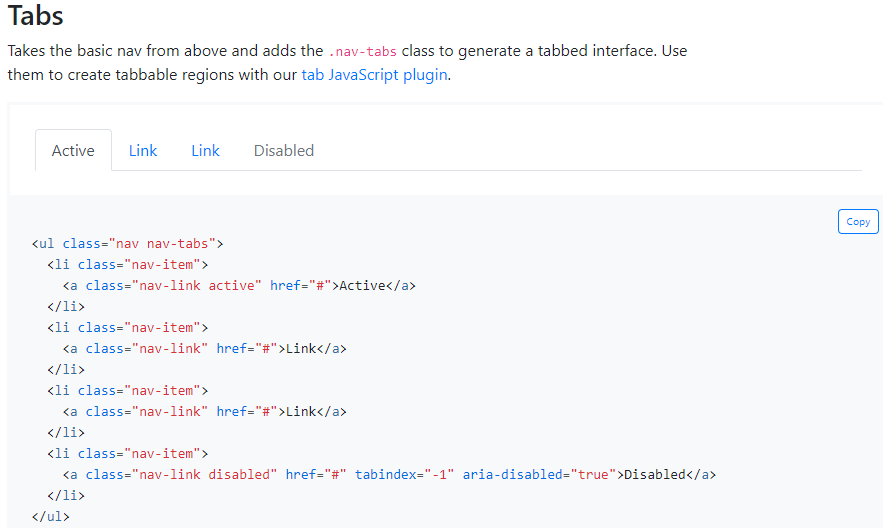 Tabs
Takes the basic nav from above and adds the .nav-tabs class to generate a tabbed interface. Use
them to create tabbable regions with our tab JavaScript plugin.
Active Link Link Disabled
Copy
<ul class="nav nav-tabs">
  <li class="nav-item">
    <a class="nav-link active" href="#">Active</a>
  </li>
  <li class="nav-item">
    <a class="nav-link" href="#">Link</a>
  </li>
  <li class="nav-item">
    <a class="nav-link" href="#">Link</a>
  </li>
  <li class="nav-item">
    <a class="nav-link disabled" href="#" tabindex="-1" aria-disabled="true">Disabled</a>
  </li>
</ul>